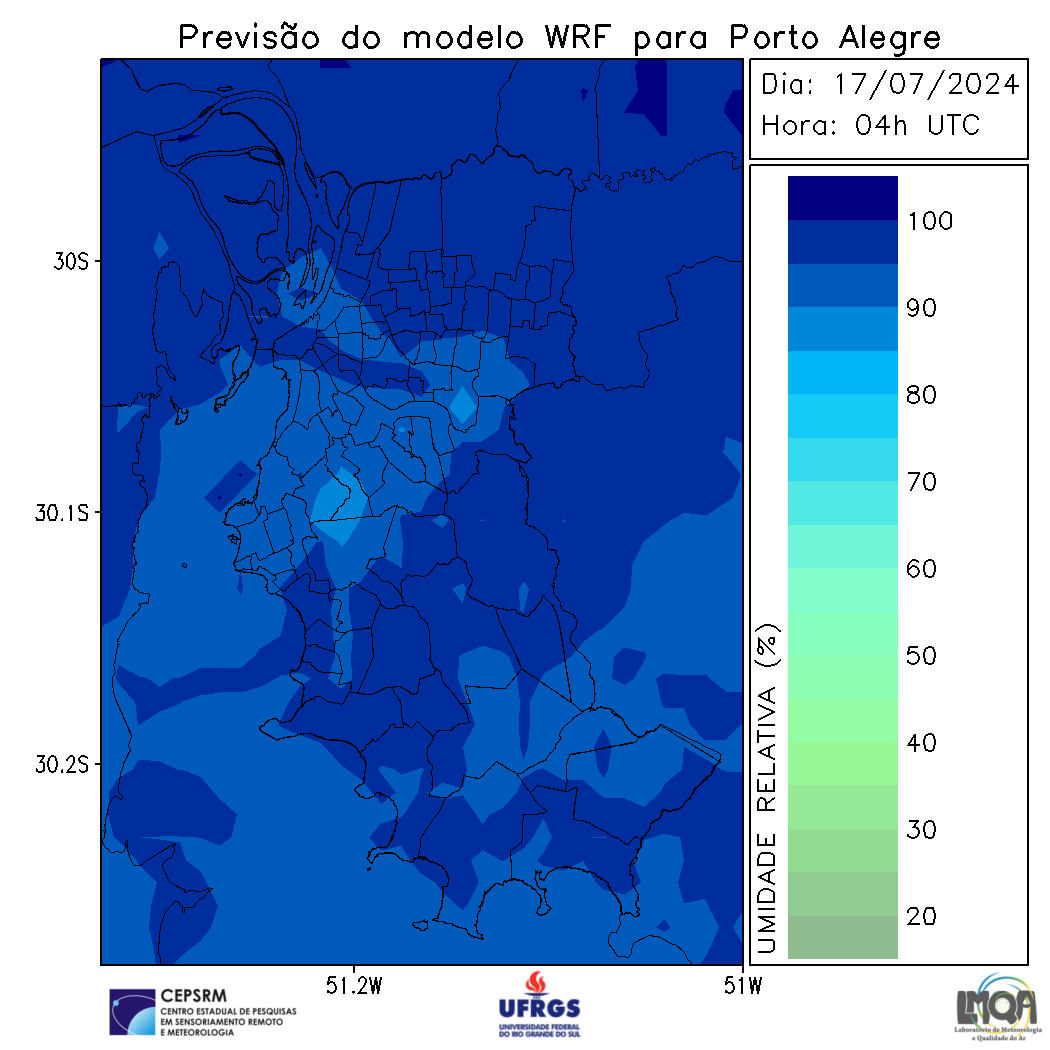 Previsão do modelo WRF para Porto Alegre
Dia: 17/07/2024
Hora: 04h UTC
30S
30.1S
30.2S
51.2W
51W
UMIDADE RELATIVA (%)
100
90
80
70
60
50
40
30
20
CEPSRM
CENTRO ESTADUAL DE PESQUISAS
EM SENSORIAMENTO REMOTO
E METEOROLOGIA
UFRGS
UNIVERSIDADE FEDERAL
DO RIO GRANDE DO SUL
LMQA
Laboratório de Meteorologia
e Qualidade do Ar